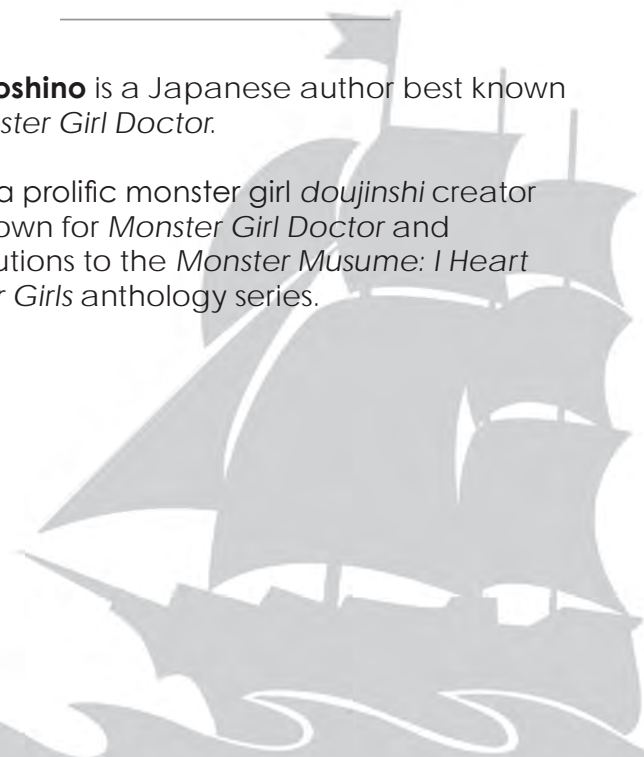 oshino is a Japanese author best known
ster Girl Doctor.
a prolific monster girl doujinshi creator
own for Monster Girl Doctor and
utions to the Monster Musume: I Heart
r Girls anthology series.